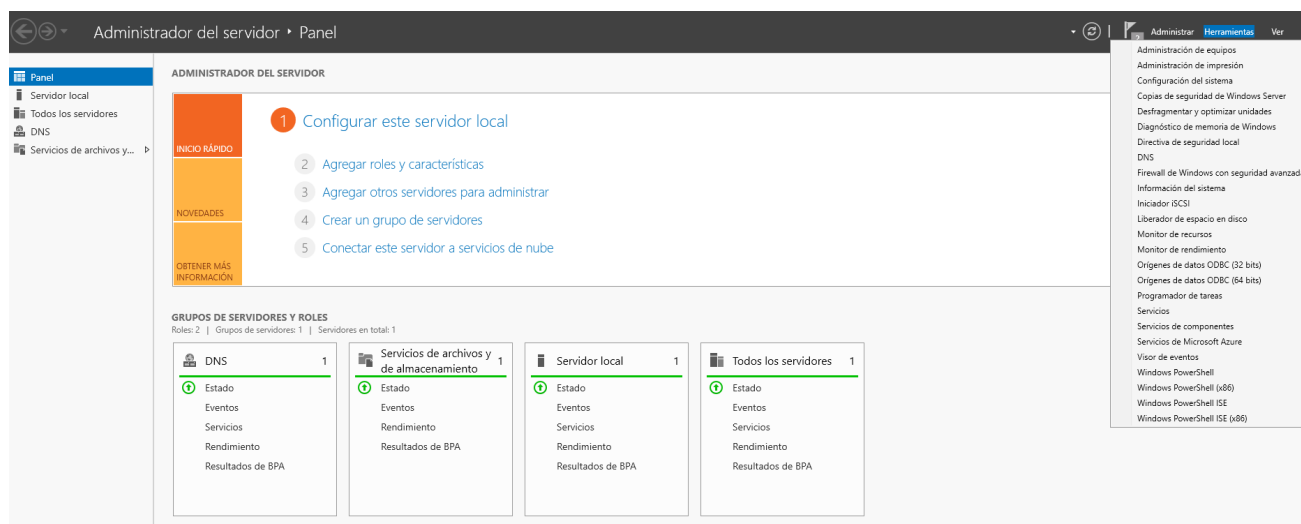 Administrador del servidor ‣ Panel
2
Administrar Herramientas Ver
Panel
Servidor local
Todos los servidores
DNS
Servicios de archivos y...
ADMINISTRADOR DEL SERVIDOR
INICIO RÁPIDO
NOVEDADES
OBTENER MÁS
INFORMACIÓN
1 Configurar este servidor local
2 Agregar roles y características
3 Agregar otros servidores para administrar
4 Crear un grupo de servidores
5 Conectar este servidor a servicios de nube
GRUPOS DE SERVIDORES Y ROLES
Roles: 2 | Grupos de servidores: 1 | Servidores en total: 1
DNS 1
Estado
Eventos
Servicios
Rendimiento
Resultados de BPA
Servicios de archivos y
de almacenamiento 1
Estado
Eventos
Rendimiento
Resultados de BPA
Servidor local 1
Estado
Eventos
Servicios
Rendimiento
Resultados de BPA
Todos los servidores 1
Estado
Eventos
Servicios
Rendimiento
Resultados de BPA
Administración de equipos
Administración de impresión
Configuración del sistema
Copias de seguridad de Windows Server
Desfragmentar y optimizar unidades
Diagnóstico de memoria de Windows
Directiva de seguridad local
DNS
Firewall de Windows con seguridad avanzada
Información del sistema
Iniciador iSCSI
Liberador de espacio en disco
Monitor de recursos
Monitor de rendimiento
Orígenes de datos ODBC (32 bits)
Orígenes de datos ODBC (64 bits)
Programador de tareas
Servicios
Servicios de componentes
Servicios de Microsoft Azure
Visor de eventos
Windows PowerShell
Windows PowerShell (x86)
Windows PowerShell ISE
Windows PowerShell ISE (x86)